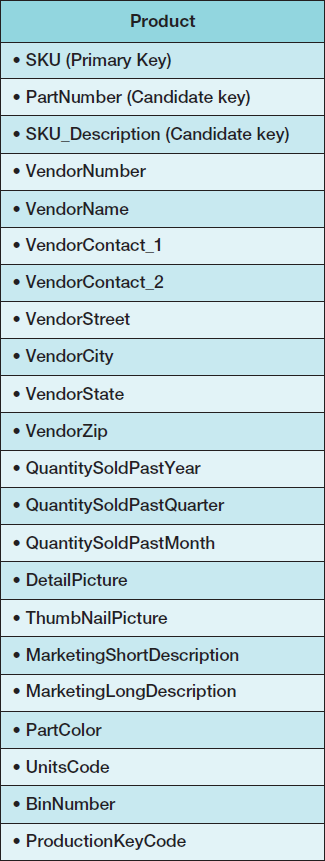 Product
• SKU (Primary Key)
• PartNumber (Candidate key)
• SKU_Description (Candidate key)
• VendorNumber
• VendorName
• VendorContact_1
• VendorContact_2
• VendorStreet
• VendorCity
• VendorState
• VendorZip
• QuantitySoldPastYear
• QuantitySoldPastQuarter
• QuantitySoldPastMonth
• DetailPicture
• ThumbNailPicture
• MarketingShortDescription
• MarketingLongDescription
• PartColor
• UnitsCode
• BinNumber
• ProductionKeyCode